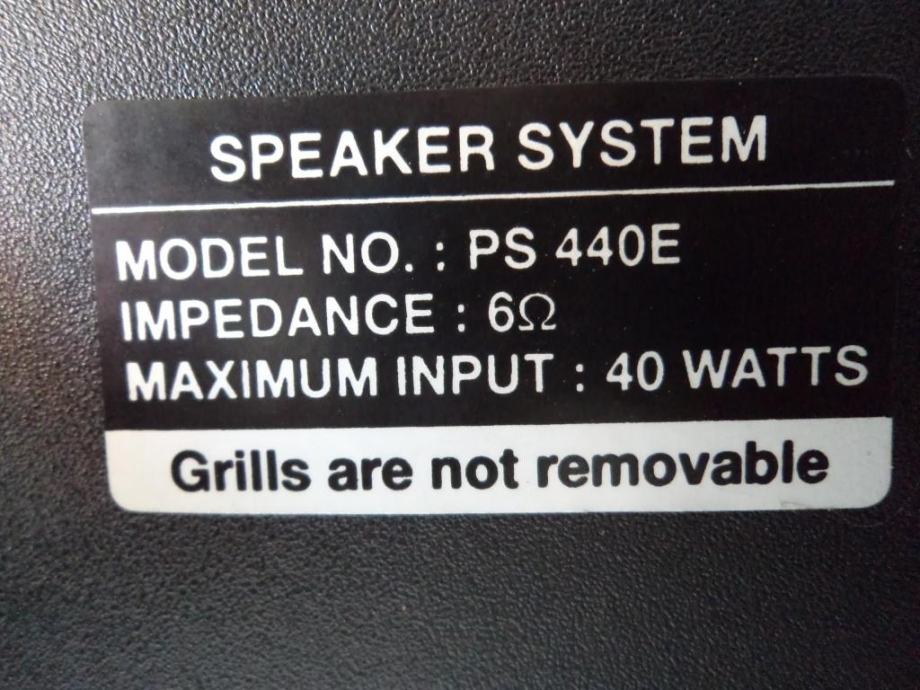 SPEAKER SYSTEM
MODEL NO. : PS 440E
IMPEDANCE : 6Ω
MAXIMUM INPUT : 40 WATTS
Grills are not removable